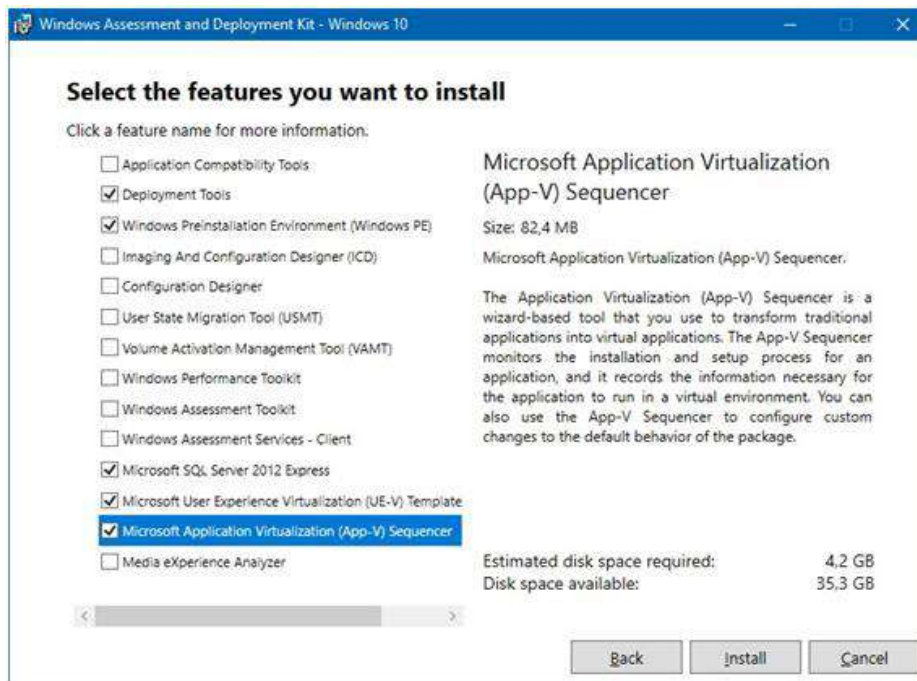 Windows Assessment and Deployment Kit - Windows 10
Select the features you want to install
Click a feature name for more information.
Application Compatibility Tools
Deployment Tools
Windows Preinstallation Environment (Windows PE)
Imaging And Configuration Designer (ICD)
Configuration Designer
User State Migration Tool (USMT)
Volume Activation Management Tool (VAMT)
Windows Performance Toolkit
Windows Assessment Toolkit
Windows Assessment Services - Client
Microsoft SQL Server 2012 Express
Microsoft User Experience Virtualization (UE-V) Template
Microsoft Application Virtualization (App-V) Sequencer
Media eXperience Analyzer
Microsoft Application Virtualization
(App-V) Sequencer
Size: 82,4 MB
Microsoft Application Virtualization (App-V) Sequencer.
The Application Virtualization (App-V) Sequencer is a
wizard-based tool that you use to transform traditional
applications into virtual applications. The App-V Sequencer
monitors the installation and setup process for an
application, and it records the information necessary for
the application to run in a virtual environment. You can
also use the App-V Sequencer to configure custom
changes to the default behavior of the package.
Estimated disk space required: 4,2 GB
Disk space available: 35,3 GB
Back Install Cancel